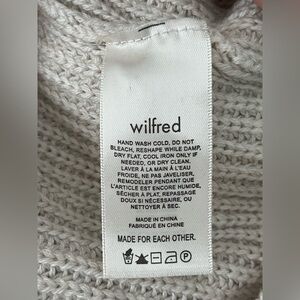 wilfred
HAND WASH COLD, DO NOT
BLEACH, RESHAPE WHILE DAMP,
DRY FLAT, COOL IRON ONLY IF
NEEDED, OR DRY CLEAN.
LAVER À LA MAIN À L'EAU
FROIDE, NE PAS JAVELISER,
REMODELER PENDANT QUE
L'ARTICLE EST ENCORE HUMIDE,
SÉCHER À PLAT, REPASSAGE
DOUX SI NÉCESSAIRE, OU
NETTOYER À SEC.
MADE IN CHINA
FABRIQUÉ EN CHINE
MADE FOR EACH OTHER.
P